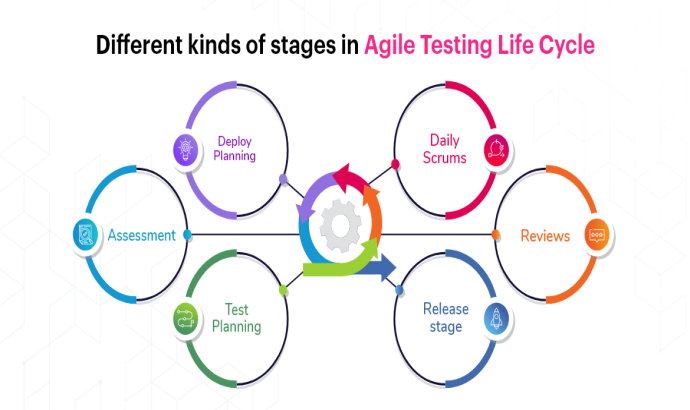 Different kinds of stages in Agile Testing Life Cycle
Deploy
Planning
Daily
Scrums
Assessment
Reviews
Test
Planning
Release
stage